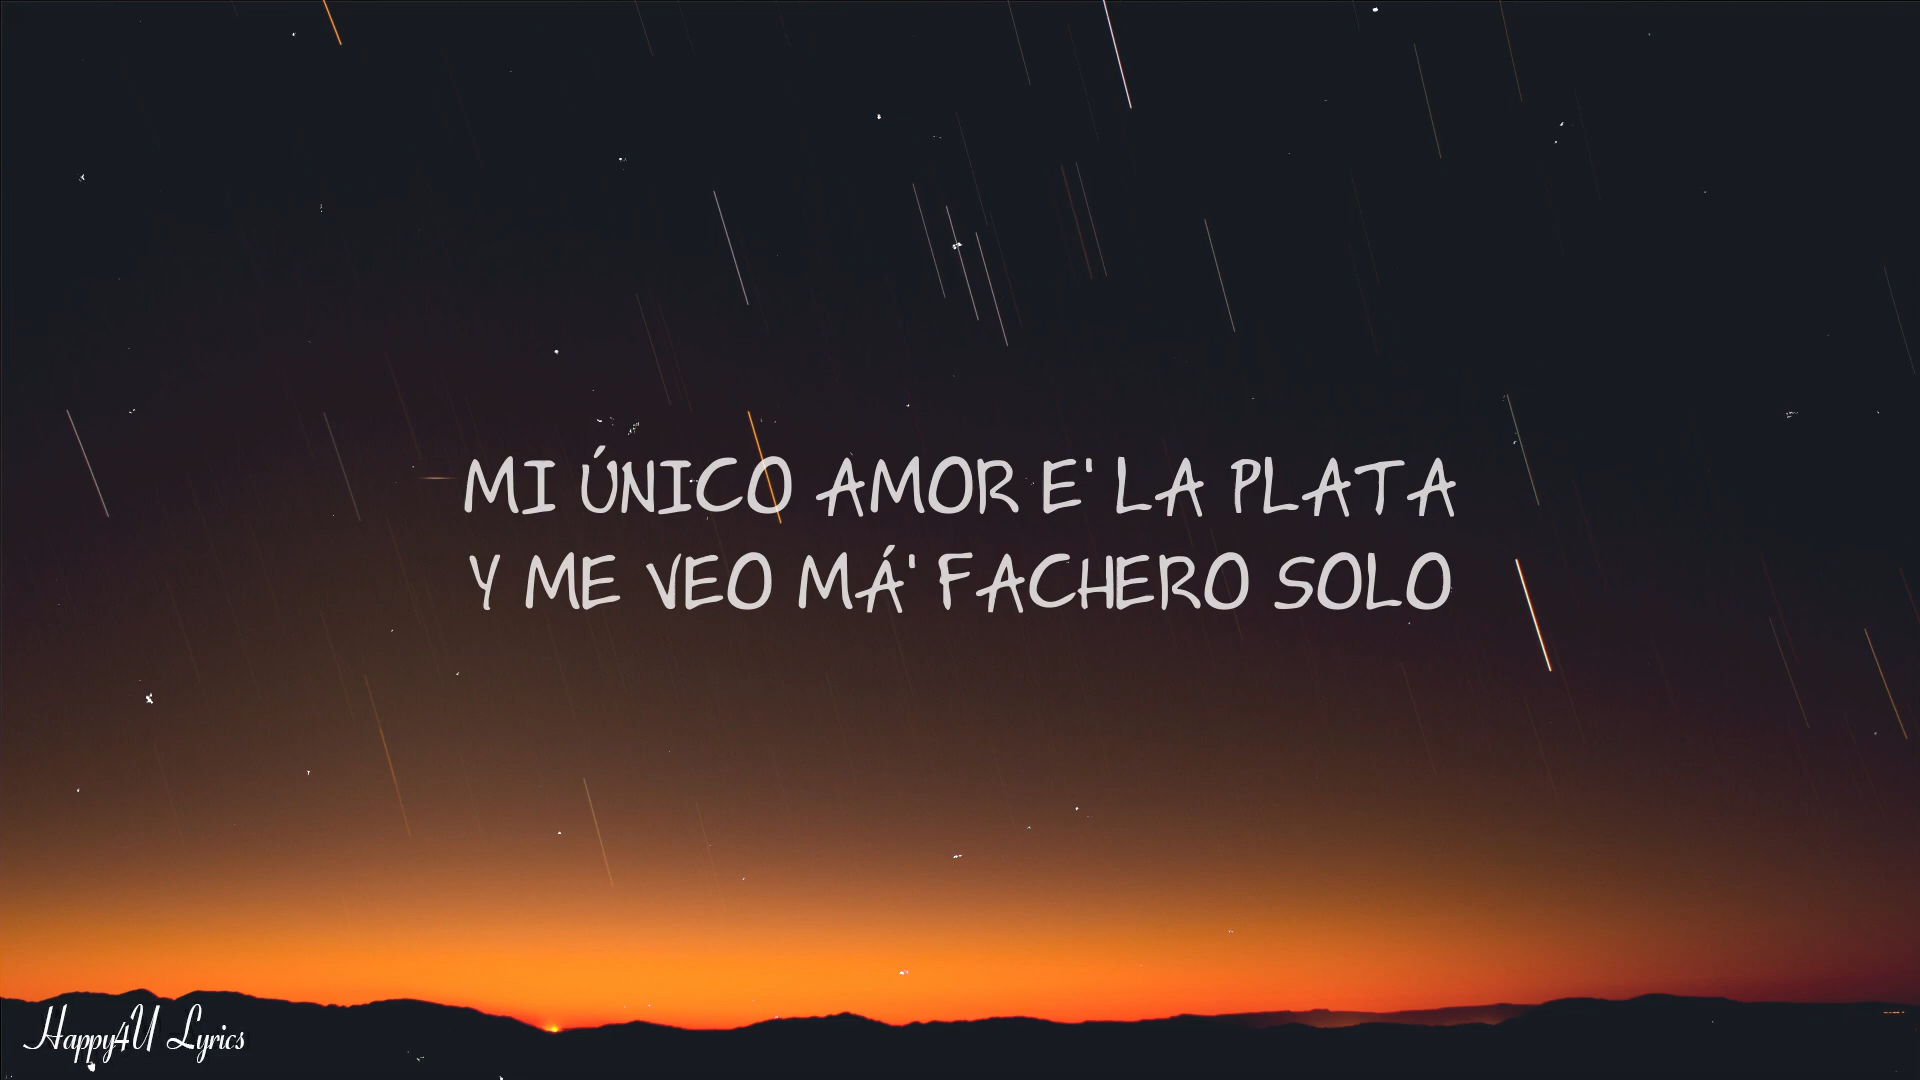 MI ÚNICO AMOR E' LA PLATA
Y ME VEO MÁ' FACHERO SOLO
Happy4U Lyrics